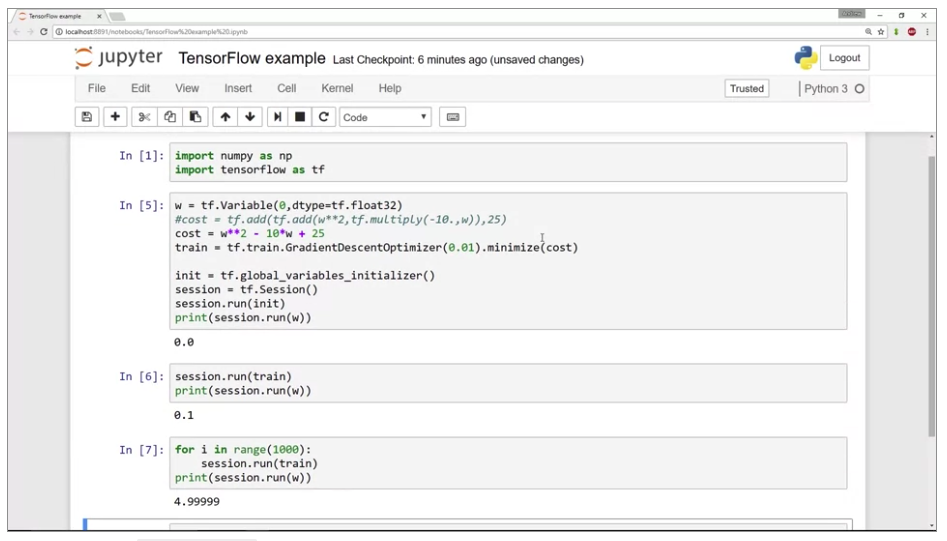 TensorFlow example
localhost:8891/notebooks/TensorFlow%20example%20.ipynb
jupyter TensorFlow example Last Checkpoint: 6 minutes ago (unsaved changes)
Logout
File Edit View Insert Cell Kernel Help
Trusted
Python 3
Code
In [1]:
import numpy as np
import tensorflow as tf
In [5]:
w = tf.Variable(0,dtype=tf.float32)
#cost = tf.add(tf.add(w**2,tf.multiply(-10.,w)),25)
cost = w**2 - 10*w + 25
train = tf.train.GradientDescentOptimizer(0.01).minimize(cost)
init = tf.global_variables_initializer()
session = tf.Session()
session.run(init)
print(session.run(w))
0.0
In [6]:
session.run(train)
print(session.run(w))
0.1
In [7]:
for i in range(1000):
    session.run(train)
print(session.run(w))
4.99999